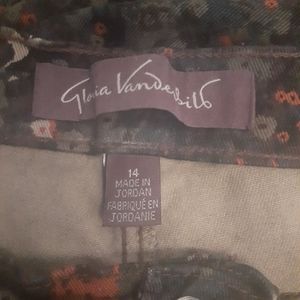 Gloria Vanderbilt
14
MADE IN
JORDAN
FABRIQUÉ EN
JORDANIE